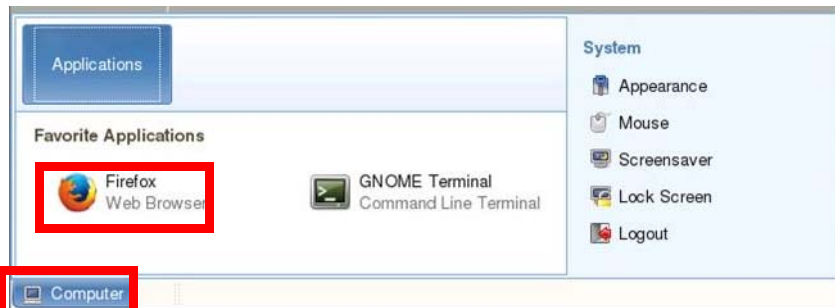 Applications
Favorite Applications
Firefox
Web Browser
GNOME Terminal
Command Line Terminal
System
Appearance
Mouse
Screensaver
Lock Screen
Logout
Computer